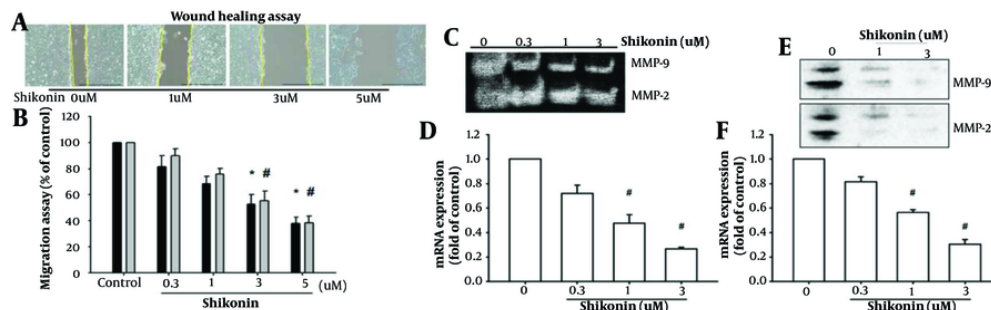 A
Wound healing assay
Shikonin 0uM 1uM 3uM 5uM
B
Migration assay (% of control)
120
100
80
60
40
20
0
* # * #
Control 0.3 1 3 5 (uM)
Shikonin
C
0 0.3 1 3 Shikonin (uM)
MMP-9
MMP-2
D
mRNA expression
(fold of control)
1.2
1.0
0.8
0.6
0.4
0.2
0.0
# #
0 0.3 1 3
Shikonin (uM)
E
Shikonin (uM)
0 1 3
MMP-9
MMP-2
F
mRNA expression
(fold of control)
1.2
1.0
0.8
0.6
0.4
0.2
0.0
# #
0 0.3 1 3
Shikonin (uM)